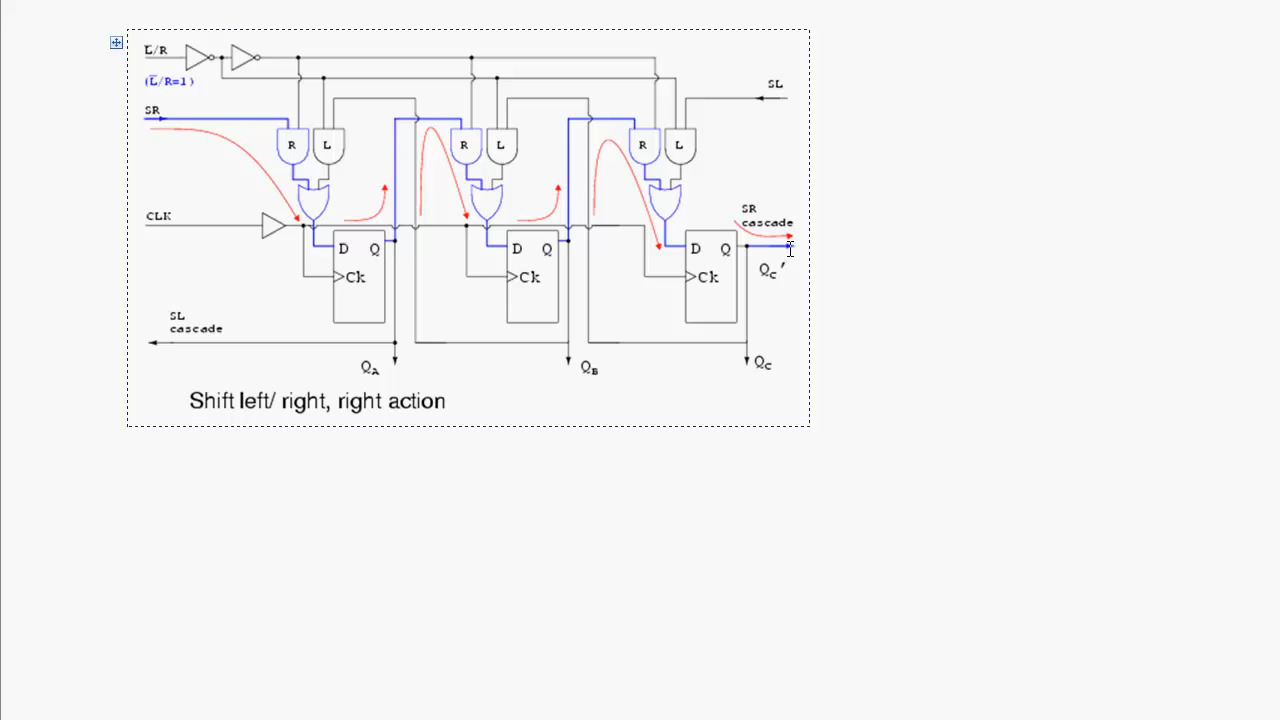 L̅/R
(L̅/R=1)
SL
SR
R L R L R L
CLK
SR
cascade
D Q D Q D Q
Ck Ck Ck
QC'
SL
cascade
QA QB QC
Shift left/ right, right action